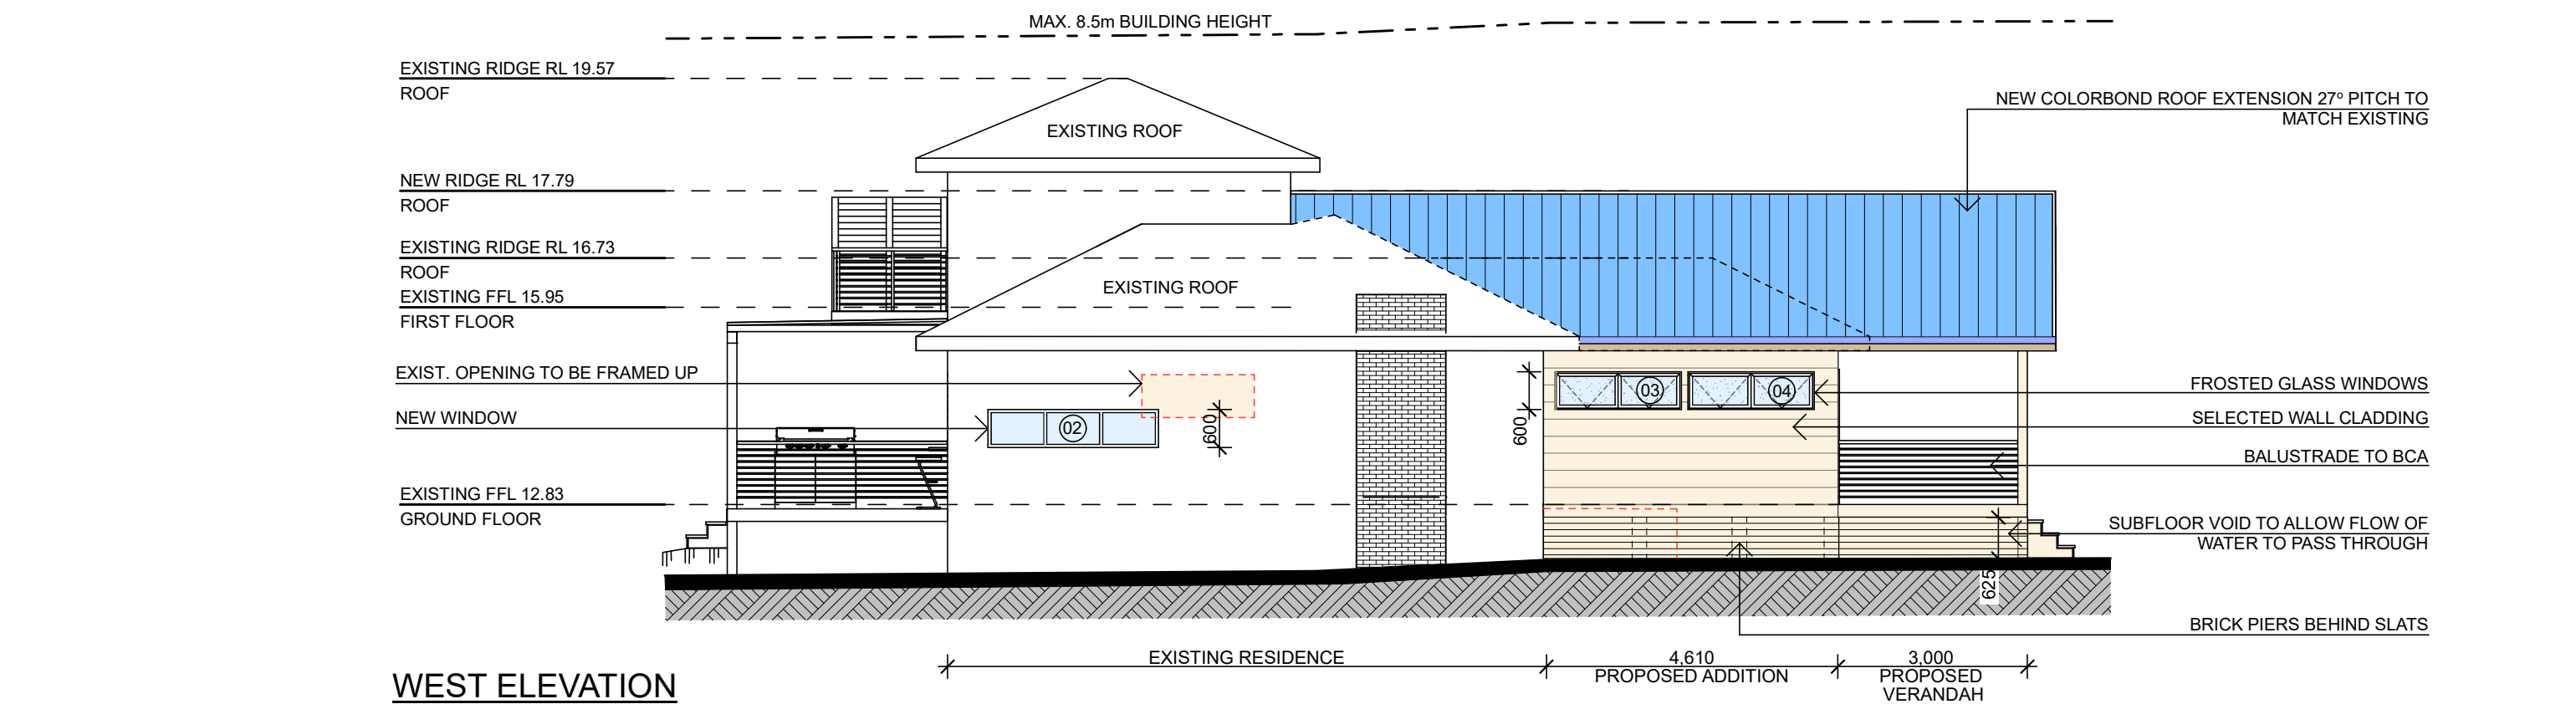 MAX. 8.5m BUILDING HEIGHT
EXISTING RIDGE RL 19.57
ROOF
NEW COLORBOND ROOF EXTENSION 27º PITCH TO
MATCH EXISTING
EXISTING ROOF
NEW RIDGE RL 17.79
ROOF
EXISTING RIDGE RL 16.73
ROOF
EXISTING ROOF
EXISTING FFL 15.95
FIRST FLOOR
EXIST. OPENING TO BE FRAMED UP
NEW WINDOW
02
600
600
03
04
FROSTED GLASS WINDOWS
SELECTED WALL CLADDING
BALUSTRADE TO BCA
EXISTING FFL 12.83
GROUND FLOOR
SUBFLOOR VOID TO ALLOW FLOW OF
WATER TO PASS THROUGH
625
BRICK PIERS BEHIND SLATS
EXISTING RESIDENCE
4,610
PROPOSED ADDITION
3,000
PROPOSED
VERANDAH
WEST ELEVATION